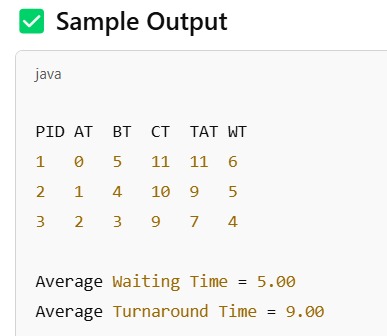 ✅ Sample Output
java
PID AT BT CT TAT WT
1 0 5 11 11 6
2 1 4 10 9 5
3 2 3 9 7 4
Average Waiting Time = 5.00
Average Turnaround Time = 9.00